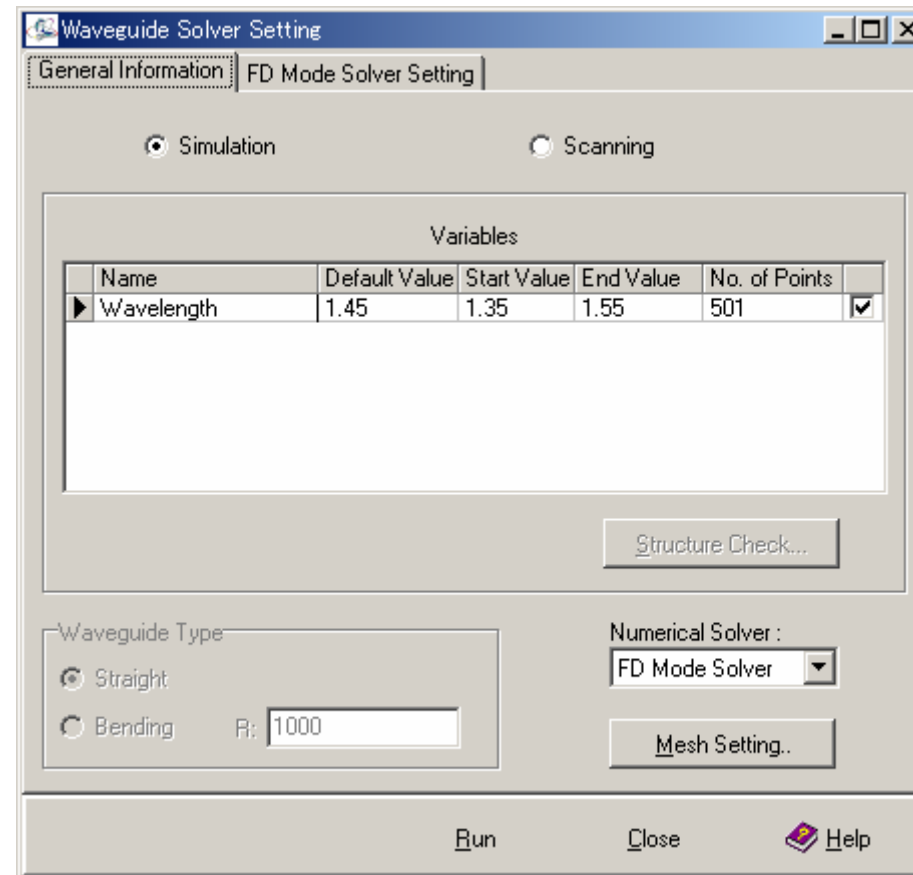 Waveguide Solver Setting
General Information FD Mode Solver Setting
Simulation Scanning
Variables
Name Default Value Start Value End Value No. of Points
Wavelength 1.45 1.35 1.55 501
Structure Check...
Waveguide Type
Straight
Bending R: 1000
Numerical Solver :
FD Mode Solver
Mesh Setting..
Run Close Help